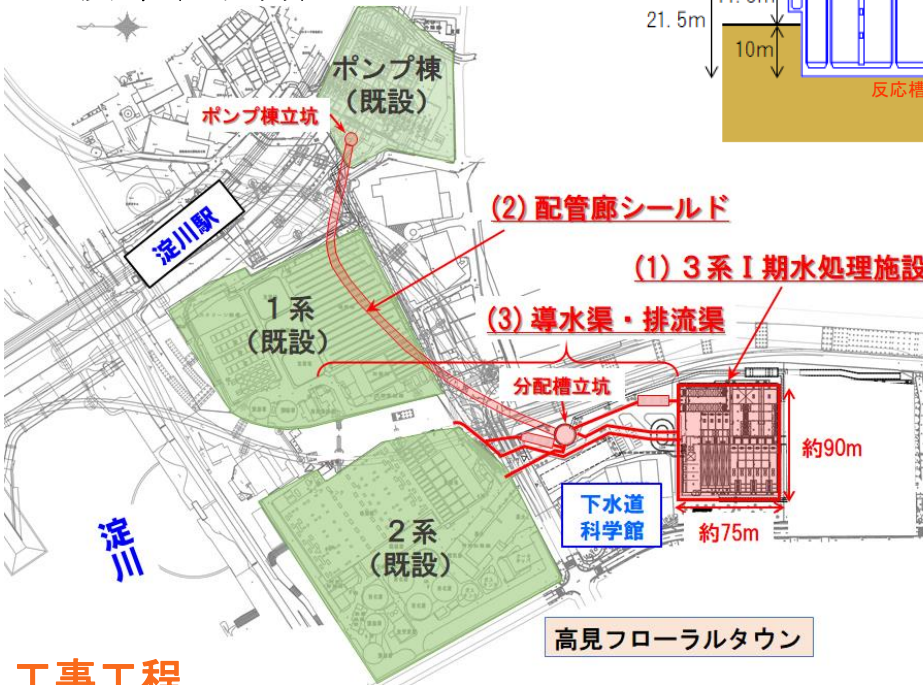 21.5m
10m
反応槽
ポンプ棟
(既設)
ポンプ棟立坑
淀川駅
(2) 配管廊シールド
(1) 3系Ⅰ期水処理施設
1系
(既設)
(3) 導水渠・排流渠
分配槽立坑
約90m
約75m
下水道
科学館
淀川
2系
(既設)
高見フローラルタウン
工事工程